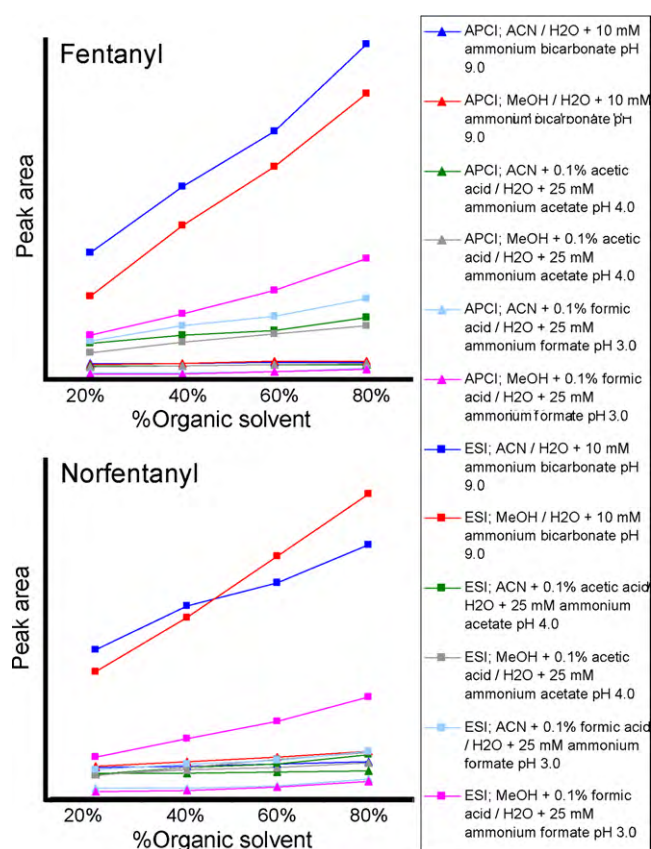 Fentanyl
Peak area
20%
40%
60%
80%
%Organic solvent
Norfentanyl
Peak area
20%
40%
60%
80%
%Organic solvent
APCI; ACN / H2O + 10 mM
ammonium bicarbonate pH
9.0
APCI; MeOH / H2O + 10 mM
ammonium bicarbonate pH
9.0
APCI; ACN + 0.1% acetic
acid / H2O + 25 mM
ammonium acetate pH 4.0
APCI; MeOH + 0.1% acetic
acid / H2O + 25 mM
ammonium acetate pH 4.0
APCI; ACN + 0.1% formic
acid / H2O + 25 mM
ammonium formate pH 3.0
APCI; MeOH + 0.1% formic
acid / H2O + 25 mM
ammonium formate pH 3.0
ESI; ACN / H2O + 10 mM
ammonium bicarbonate pH
9.0
ESI; MeOH / H2O + 10 mM
ammonium bicarbonate pH
9.0
ESI; ACN + 0.1% acetic acid/
H2O + 25 mM ammonium
acetate pH 4.0
ESI; MeOH + 0.1% acetic
acid / H2O + 25 mM
ammonium acetate pH 4.0
ESI; ACN + 0.1% formic acid
/ H2O + 25 mM ammonium
formate pH 3.0
ESI; MeOH + 0.1% formic
acid / H2O + 25 mM
ammonium formate pH 3.0